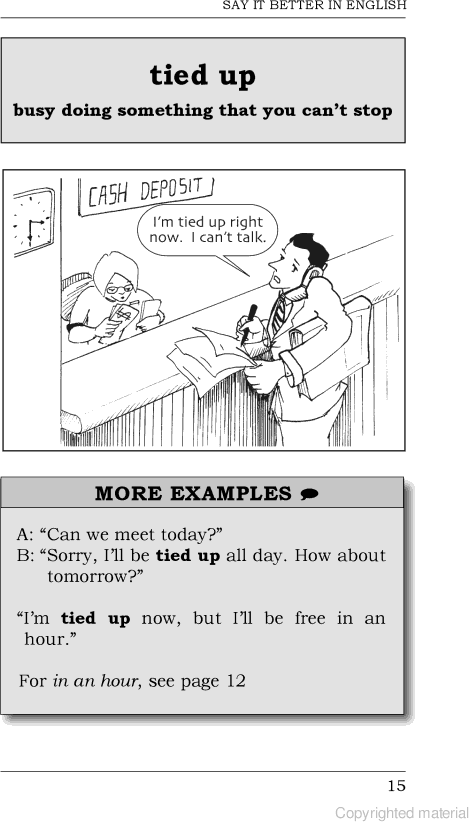 SAY IT BETTER IN ENGLISH
tied up
busy doing something that you can't stop
CASH DEPOSIT
I'm tied up right
now. I can't talk.
MORE EXAMPLES
A: “Can we meet today?”
B: “Sorry, I'll be tied up all day. How about
tomorrow?”
“I'm tied up now, but I'll be free in an
hour.”
For in an hour, see page 12
15
Copyrighted material